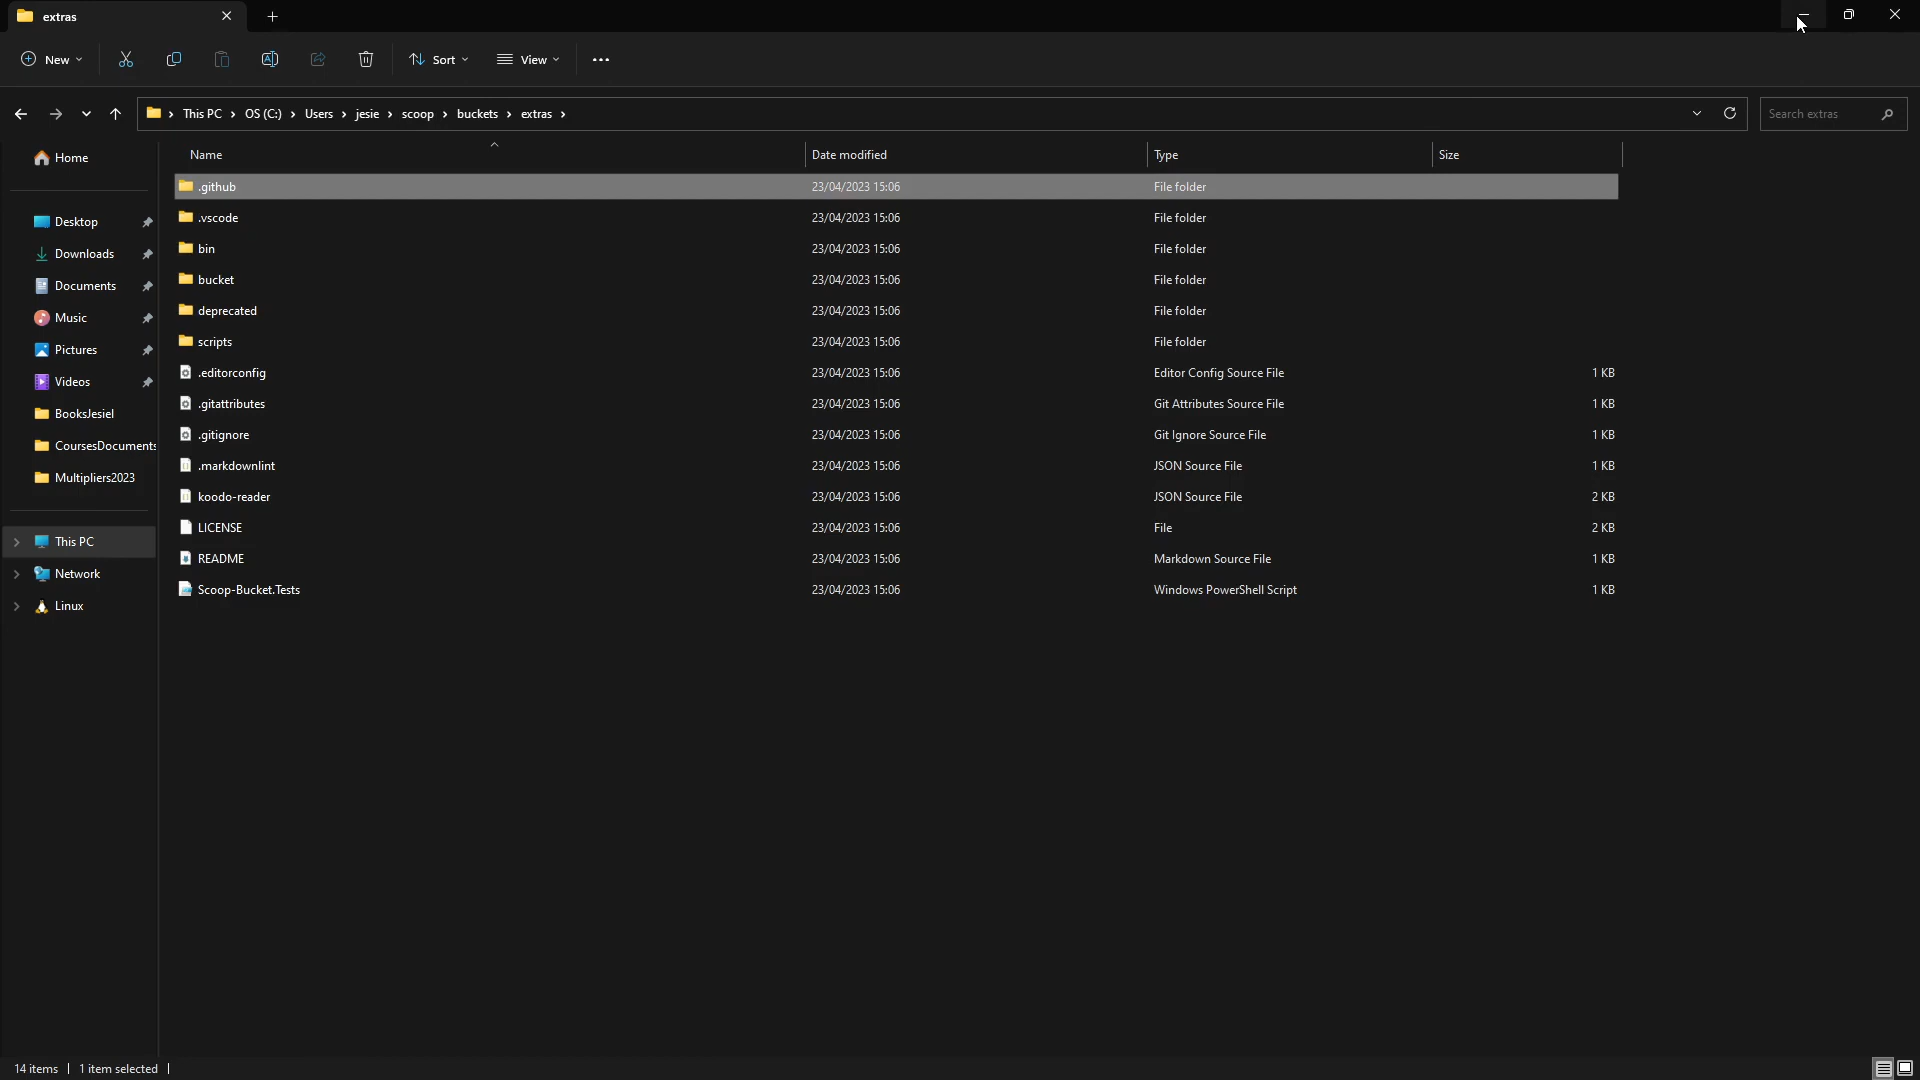 extras
New
Sort
View
This PC > OS (C:) > Users > jesie > scoop > buckets > extras >
Search extras
Name Date modified Type Size
Home
Desktop
Downloads
Documents
Music
Pictures
Videos
BooksJesiel
CoursesDocuments
Multipliers2023
This PC
Network
Linux
.github 23/04/2023 15:06 File folder
.vscode 23/04/2023 15:06 File folder
bin 23/04/2023 15:06 File folder
bucket 23/04/2023 15:06 File folder
deprecated 23/04/2023 15:06 File folder
scripts 23/04/2023 15:06 File folder
.editorconfig 23/04/2023 15:06 Editor Config Source File 1 KB
.gitattributes 23/04/2023 15:06 Git Attributes Source File 1 KB
.gitignore 23/04/2023 15:06 Git Ignore Source File 1 KB
.markdownlint 23/04/2023 15:06 JSON Source File 1 KB
koodo-reader 23/04/2023 15:06 JSON Source File 2 KB
LICENSE 23/04/2023 15:06 File 2 KB
README 23/04/2023 15:06 Markdown Source File 1 KB
Scoop-Bucket.Tests 23/04/2023 15:06 Windows PowerShell Script 1 KB
14 items 1 item selected